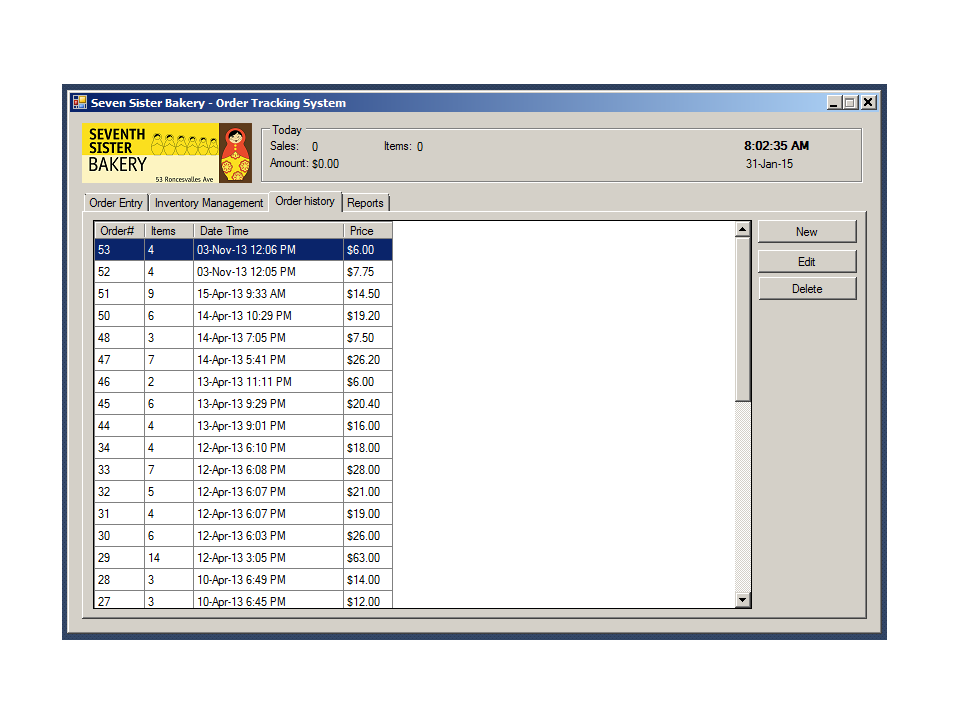 Seven Sister Bakery - Order Tracking System
SEVENTH
SISTER
BAKERY
53 Roncesvalles Ave
Today
Sales: 0 Items: 0
Amount: $0.00
8:02:35 AM
31-Jan-15
Order Entry Inventory Management Order history Reports
Order# Items Date Time Price
53 4 03-Nov-13 12:06 PM $6.00
52 4 03-Nov-13 12:05 PM $7.75
51 9 15-Apr-13 9:33 AM $14.50
50 6 14-Apr-13 10:29 PM $19.20
48 3 14-Apr-13 7:05 PM $7.50
47 7 14-Apr-13 5:41 PM $26.20
46 2 13-Apr-13 11:11 PM $6.00
45 6 13-Apr-13 9:29 PM $20.40
44 4 13-Apr-13 9:01 PM $16.00
34 4 12-Apr-13 6:10 PM $18.00
33 7 12-Apr-13 6:08 PM $28.00
32 5 12-Apr-13 6:07 PM $21.00
31 4 12-Apr-13 6:07 PM $19.00
30 6 12-Apr-13 6:03 PM $26.00
29 14 12-Apr-13 3:05 PM $63.00
28 3 10-Apr-13 6:49 PM $14.00
27 3 10-Apr-13 6:45 PM $12.00
New
Edit
Delete